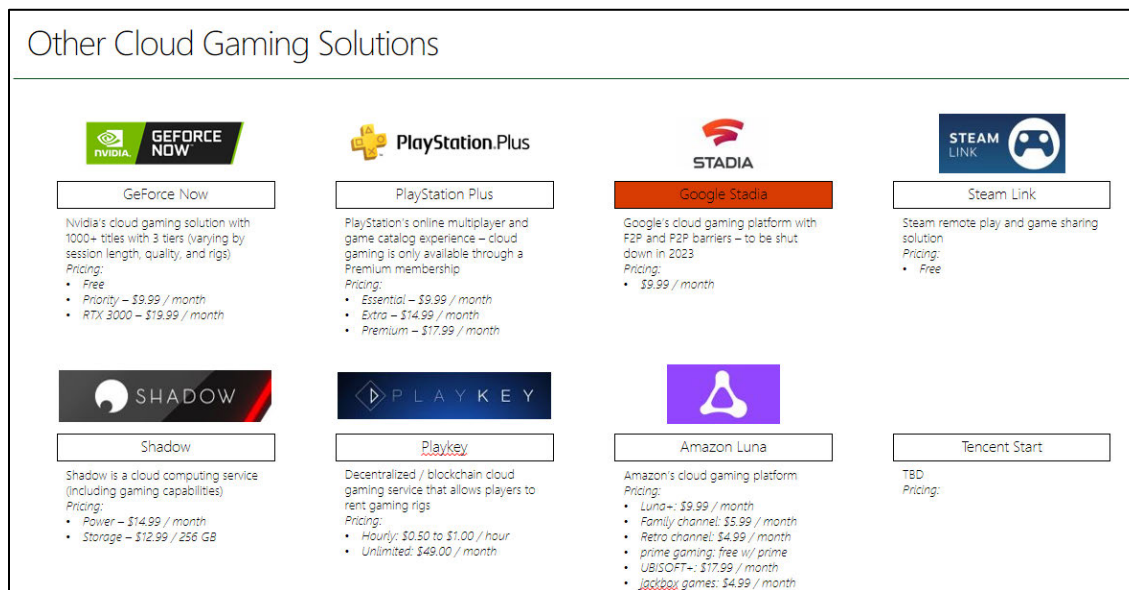 Other Cloud Gaming Solutions
NVIDIA.
GEFORCE
NOW
GeForce Now
Nvidia's cloud gaming solution with
1000+ titles with 3 tiers (varying by
session length, quality, and rigs)
Pricing:
• Free
• Priority – $9.99 / month
• RTX 3000 – $19.99 / month
PlayStation.Plus
PlayStation Plus
PlayStation's online multiplayer and
game catalog experience – cloud
gaming is only available through a
Premium membership
Pricing:
• Essential – $9.99 / month
• Extra – $14.99 / month
• Premium – $17.99 / month
STADIA
Google Stadia
Google's cloud gaming platform with
F2P and P2P barriers – to be shut
down in 2023
Pricing:
• $9.99 / month
STEAM
LINK
Steam Link
Steam remote play and game sharing
solution
Pricing:
• Free
SHADOW
Shadow
Shadow is a cloud computing service
(including gaming capabilities)
Pricing:
• Power – $14.99 / month
• Storage – $12.99 / 256 GB
PLAYKEY
Playkey
Decentralized / blockchain cloud
gaming service that allows players to
rent gaming rigs
Pricing:
• Hourly: $0.50 to $1.00 / hour
• Unlimited: $49.00 / month
Amazon Luna
Amazon's cloud gaming platform
Pricing:
• Luna+: $9.99 / month
• Family channel: $5.99 / month
• Retro channel: $4.99 / month
• prime gaming: free w/ prime
• UBISOFT+: $17.99 / month
• jackbox games: $4.99 / month
Tencent Start
TBD
Pricing: